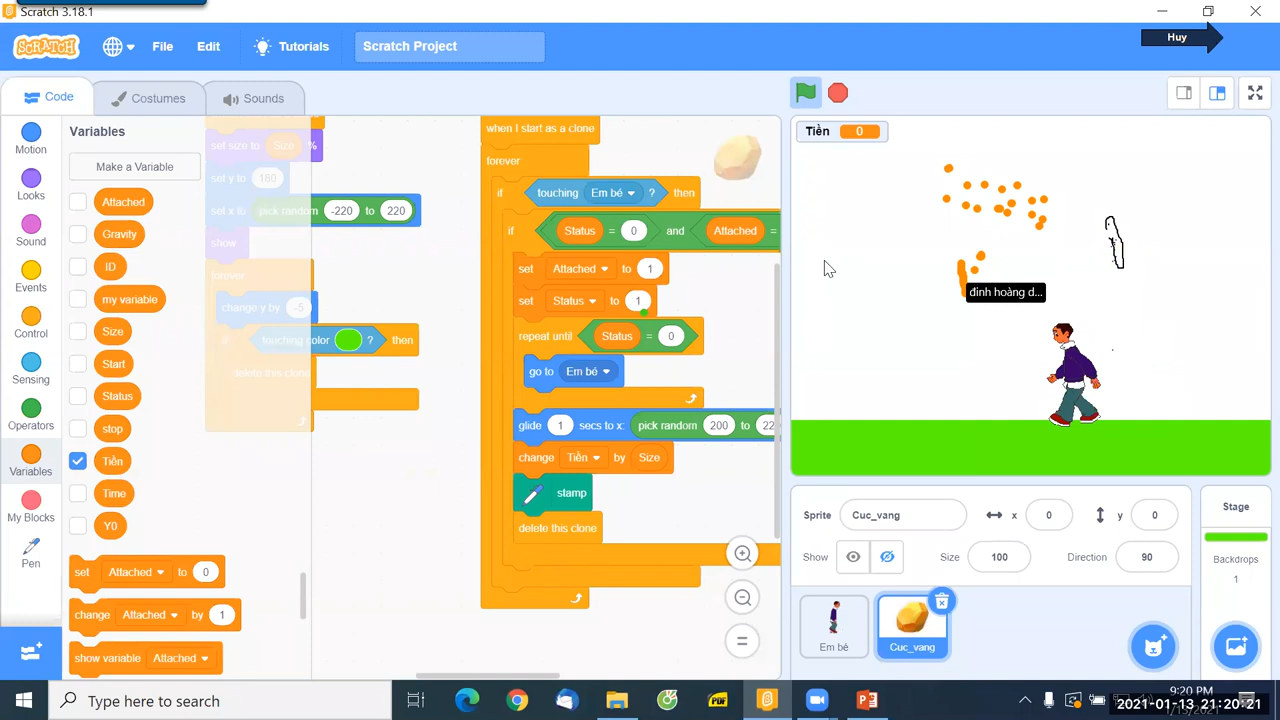 Scratch 3.18.1
SCRATCH
File
Edit
Tutorials
Scratch Project
Huy
Code
Costumes
Sounds
Motion
Looks
Sound
Events
Control
Sensing
Operators
Variables
My Blocks
Pen
Variables
Make a Variable
Attached
Gravity
ID
my variable
Size
Start
Status
stop
Tiền
Time
Y0
set Attached to 0
change Attached by 1
show variable Attached
set size to Size %
set y to 180
set x to pick random -220 to 220
show
forever
change y by -5
if touching color ? then
delete this clone
when I start as a clone
forever
if touching Em bé ? then
if Status = 0 and Attached =
set Attached to 1
set Status to 1
repeat until Status = 0
go to Em bé
glide 1 secs to x: pick random 200 to 22
change Tiền by Size
stamp
delete this clone
Tiền 0
đinh hoàng d...
Sprite Cuc_vang x 0 y 0
Show Size 100 Direction 90
Em bé
Cuc_vang
Stage
Backdrops
1
Type here to search
PDF
9:20 PM
2021-01-13 21:20:21